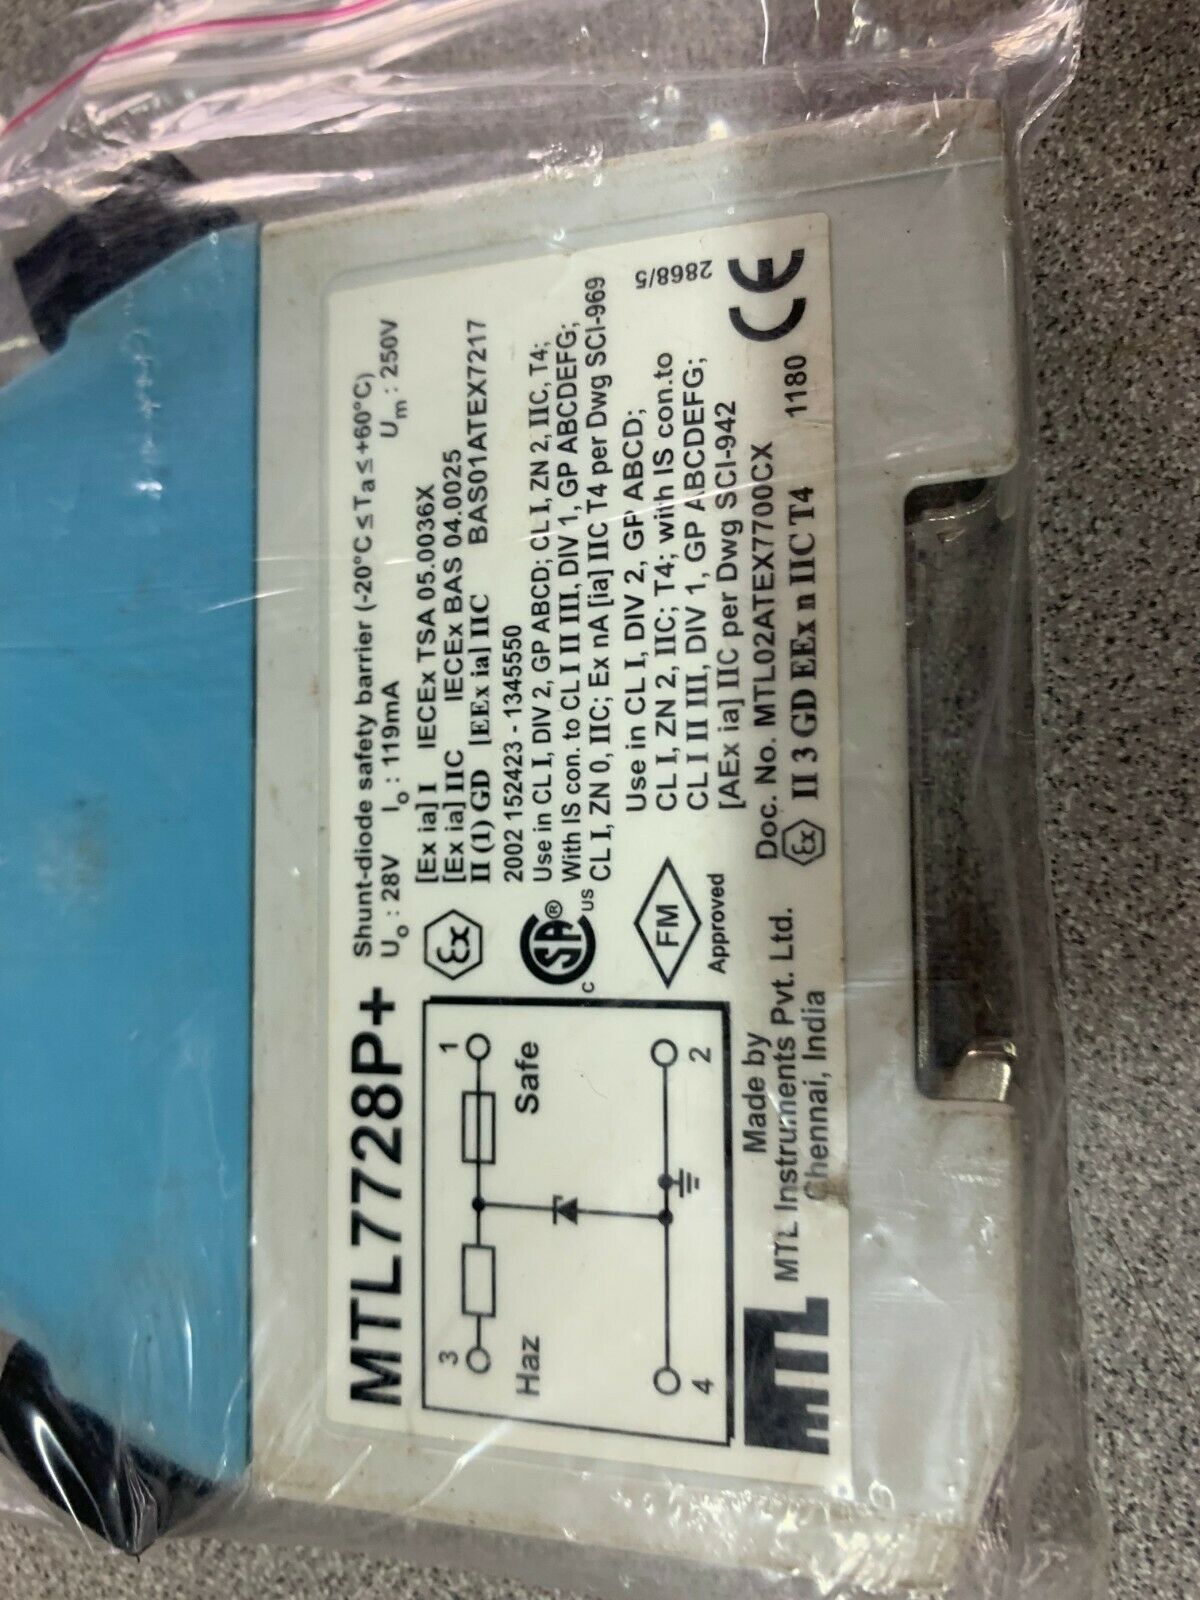 MTL7728P+
Shunt-diode safety barrier (-20°C ≤ Ta ≤ +60°C)
Uo : 28V Io : 119mA Um : 250V
3
1
Haz
Safe
4
2
Ex
[Ex ia] I IECEx TSA 05.0036X
[Ex ia] IIC IECEx BAS 04.0025
II (1) GD [EEx ia] IIC BAS01ATEX7217
C SA ® US
2002 152423 - 1345550
Use in CL I, DIV 2, GP ABCD; CL I, ZN 2, IIC, T4;
With IS con. to CL I II III, DIV 1, GP ABCDEFG;
CL I, ZN 0, IIC; Ex nA [ia] IIC T4 per Dwg SCI-969
FM
Approved
Use in CL I, DIV 2, GP ABCD;
CL I, ZN 2, IIC; T4; with IS con.to
CL I II III, DIV 1, GP ABCDEFG;
[AEx ia] IIC per Dwg SCI-942
2868/5
MTL
Made by
MTL Instruments Pvt. Ltd.
Chennai, India
Doc. No. MTL02ATEX7700CX
Ex II 3 GD EEx n IIC T4
1180
CE